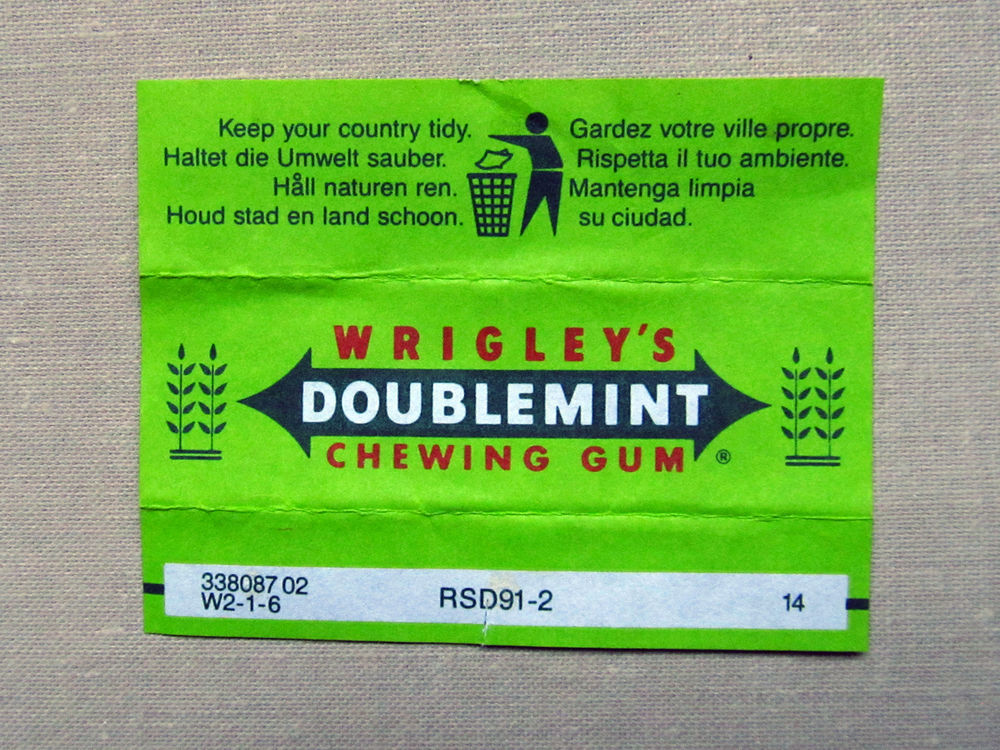 Keep your country tidy.
Haltet die Umwelt sauber.
Håll naturen ren.
Houd stad en land schoon.
Gardez votre ville propre.
Rispetta il tuo ambiente.
Mantenga limpia
su ciudad.
WRIGLEY'S
DOUBLEMINT
CHEWING GUM ®
338087 02
W2-1-6
RSD91-2
14